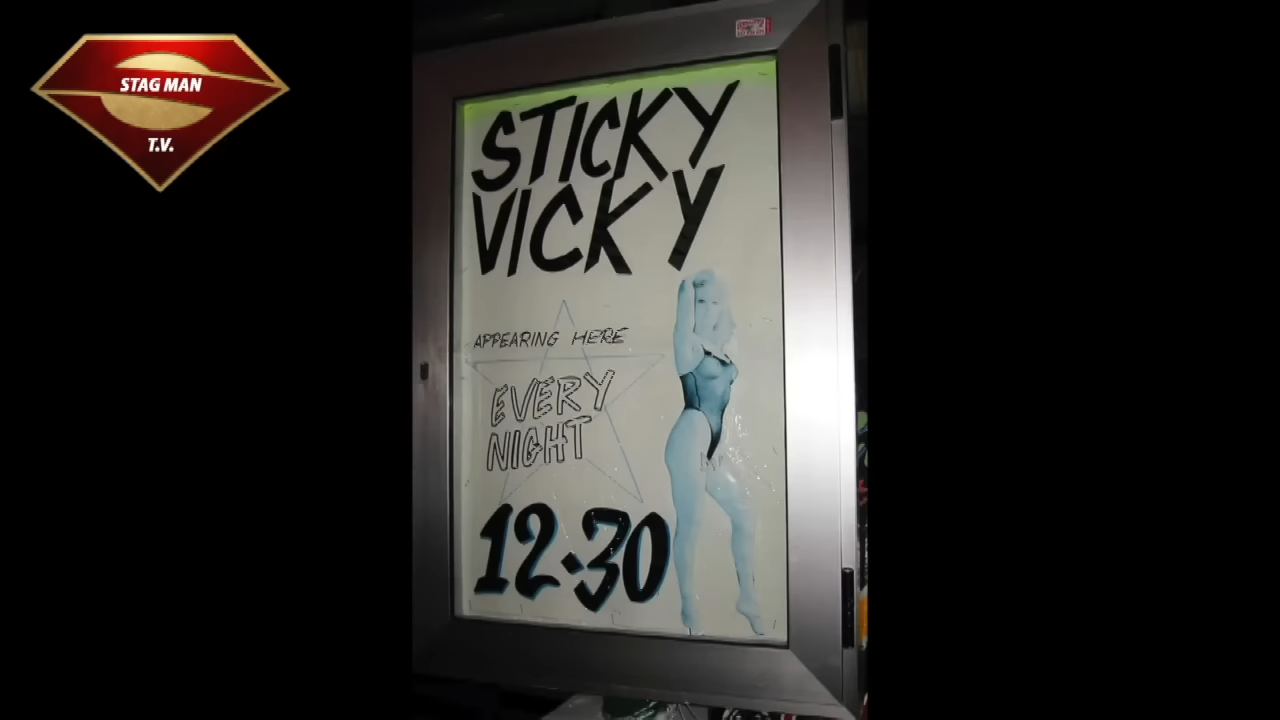 STAG MAN
T.V.
STICKY
VICKY
APPEARING HERE
EVERY
NIGHT
12.30